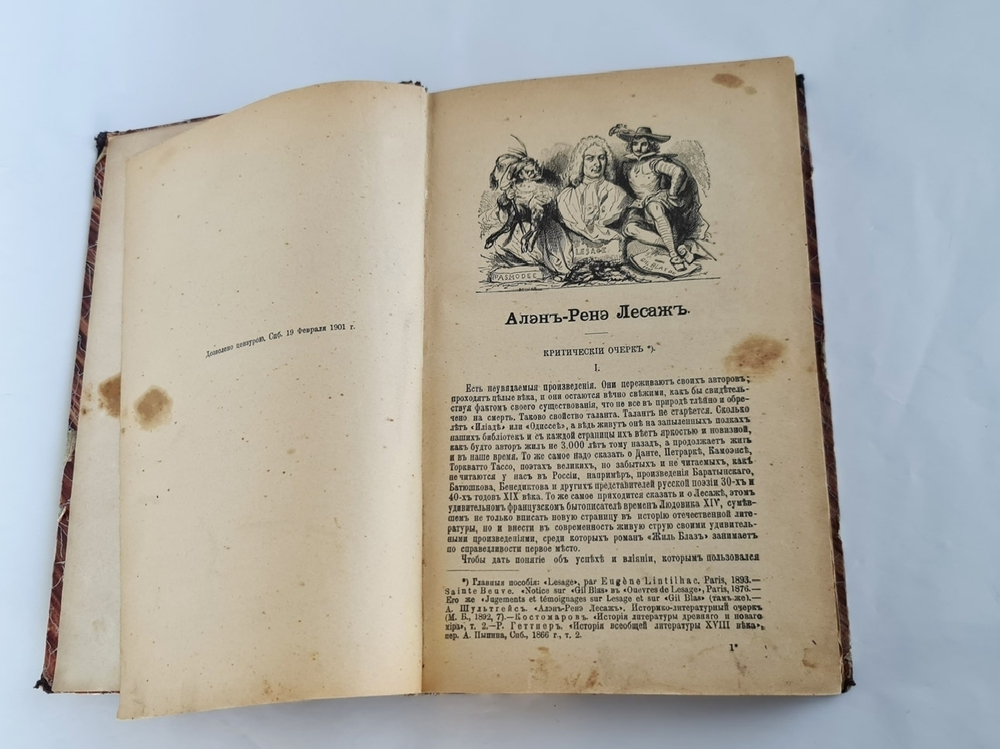 Дозволено цензурою. Спб. 19 Февраля 1901 г.
ASMODEE
LESAGE
Алэнъ-Ренэ Лесажъ.
КРИТИЧЕСКІЙ ОЧЕРКЪ *).
I.
Есть неувядаемыя произведенія. Они переживаютъ своихъ авторовъ;
проходятъ цѣлые вѣка, и они остаются вѣчно свѣжими, какъ бы свидѣтель-
ствуя фактомъ своего существованія, что не все въ природѣ тлѣнно и обре-
чено на смерть. Таково свойство таланта. Талантъ не старѣется. Сколько
лѣтъ «Иліадѣ» или «Одиссеѣ», а вѣдь живутъ онѣ на запыленныхъ полкахъ
нашихъ библіотекъ и съ каждой страницы ихъ вѣетъ яркостью и новизной,
какъ будто авторъ жилъ не 3.000 лѣтъ тому назадъ, а продолжаетъ жить
и въ наше время. То же самое надо сказать о Данте, Петраркѣ, Камоэнсѣ,
Торкватто Тассо, поэтахъ великихъ, но забытыхъ и не читаемыхъ, какъ
не читаются у насъ въ Россіи, напримѣръ, произведенія Баратынскаго,
Батюшкова, Бенедиктова и другихъ представителей русской поэзіи 30-хъ и
40-хъ годовъ XIX вѣка. То же самое приходится сказать и о Лесажѣ, этомъ
удивительномъ французскомъ бытописателѣ временъ Людовика XIV, сумѣв-
шемъ не только вписать новую страницу въ исторію отечественной лите-
ратуры, но и внести въ современность живую струю своими удивитель-
ными произведеніями, среди которыхъ романъ «Жиль Блазъ» занимаетъ
по справедливости первое мѣсто.
Чтобы дать понятіе объ успѣхѣ и вліяніи, которымъ пользовался
*) Главныя пособія: «Lesage», par Eugène Lintilhac. Paris, 1893.—
Sainte Beuve. «Notice sur «Gil Blas» въ «Ouevres de Lesage», Paris, 1876.—
Его же «Jugements et témoignages sur Lesage et sur «Gil Blas» (тамъ же).
А. Шультгейсъ. «Алэнъ-Ренэ Лесажъ». Историко-литературный очеркъ
(М. Б., 1892, 7).—Костомаровъ. «Исторія литературы древняго и новаго
міра», т. 2.—Р. Геттнеръ. «Исторія всеобщей литературы XVIII вѣка»,
пер. А. Пыпина, Спб., 1866 г., т. 2.
1*